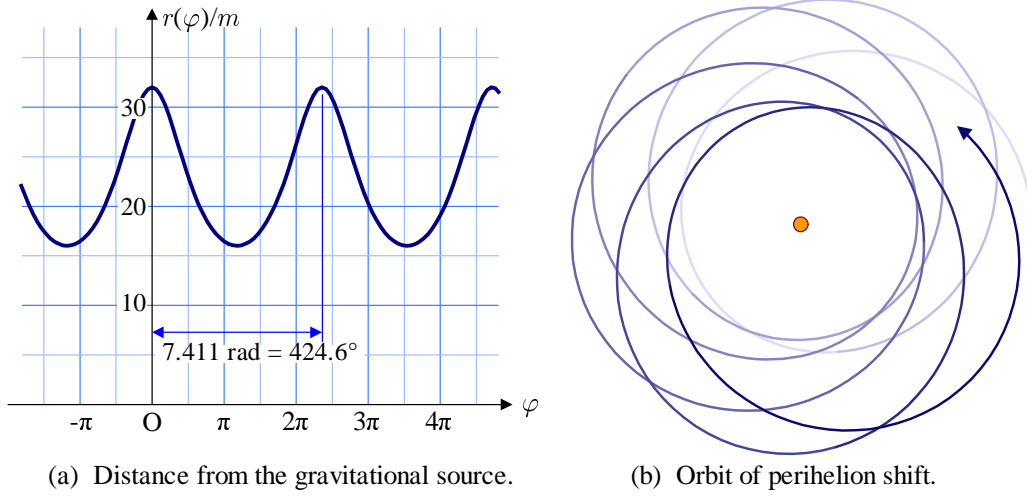 r(φ)/m
30
20
10
7.411 rad = 424.6°
-π O π 2π 3π 4π φ
(a) Distance from the gravitational source.
(b) Orbit of perihelion shift.